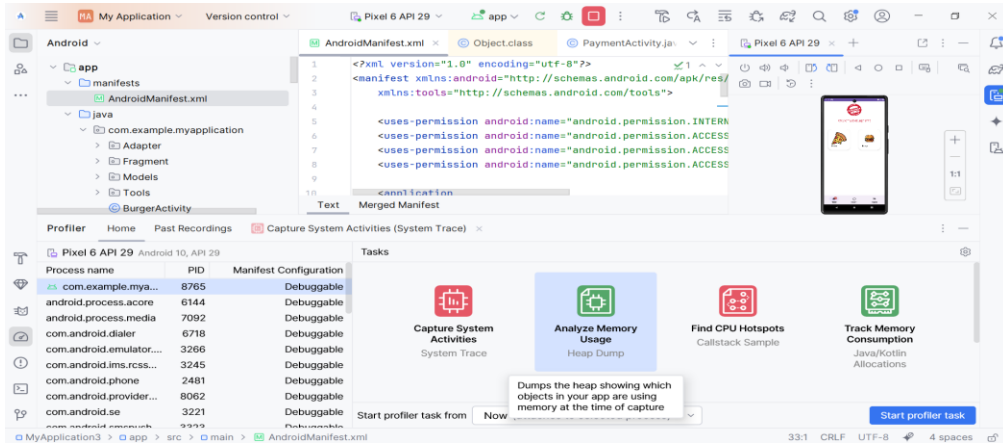 MA My Application Version control Pixel 6 API 29 app
Android
app
manifests
AndroidManifest.xml
java
com.example.myapplication
Adapter
Fragment
Models
Tools
BurgerActivity
AndroidManifest.xml Object.class PaymentActivity.ja
1 <?xml version="1.0" encoding="utf-8"?>
2 <manifest xmlns:android="http://schemas.android.com/apk/res/
3 xmlns:tools="http://schemas.android.com/tools">
4
5 <uses-permission android:name="android.permission.INTERN
6 <uses-permission android:name="android.permission.ACCESS
7 <uses-permission android:name="android.permission.ACCESS
8 <uses-permission android:name="android.permission.ACCESS
9
10 <application
1
Text Merged Manifest
Pixel 6 API 29
1:1
Profiler Home Past Recordings Capture System Activities (System Trace)
Pixel 6 API 29 Android 10, API 29
Process name PID Manifest Configuration
com.example.mya... 8765 Debuggable
android.process.acore 6144 Debuggable
android.process.media 7092 Debuggable
com.android.dialer 6718 Debuggable
com.android.emulator.... 3266 Debuggable
com.android.ims.rcss... 3245 Debuggable
com.android.phone 2481 Debuggable
com.android.provider... 8062 Debuggable
com.android.se 3221 Debuggable
com.android.smspush 3323 Debuggable
Tasks
Capture System
Activities
System Trace
Analyze Memory
Usage
Heap Dump
Find CPU Hotspots
Callstack Sample
Track Memory
Consumption
Java/Kotlin
Allocations
Dumps the heap showing which
objects in your app are using
memory at the time of capture
Start profiler task from Now
Start profiler task
MyApplication3 > app > src > main > AndroidManifest.xml
33:1 CRLF UTF-8 4 spaces